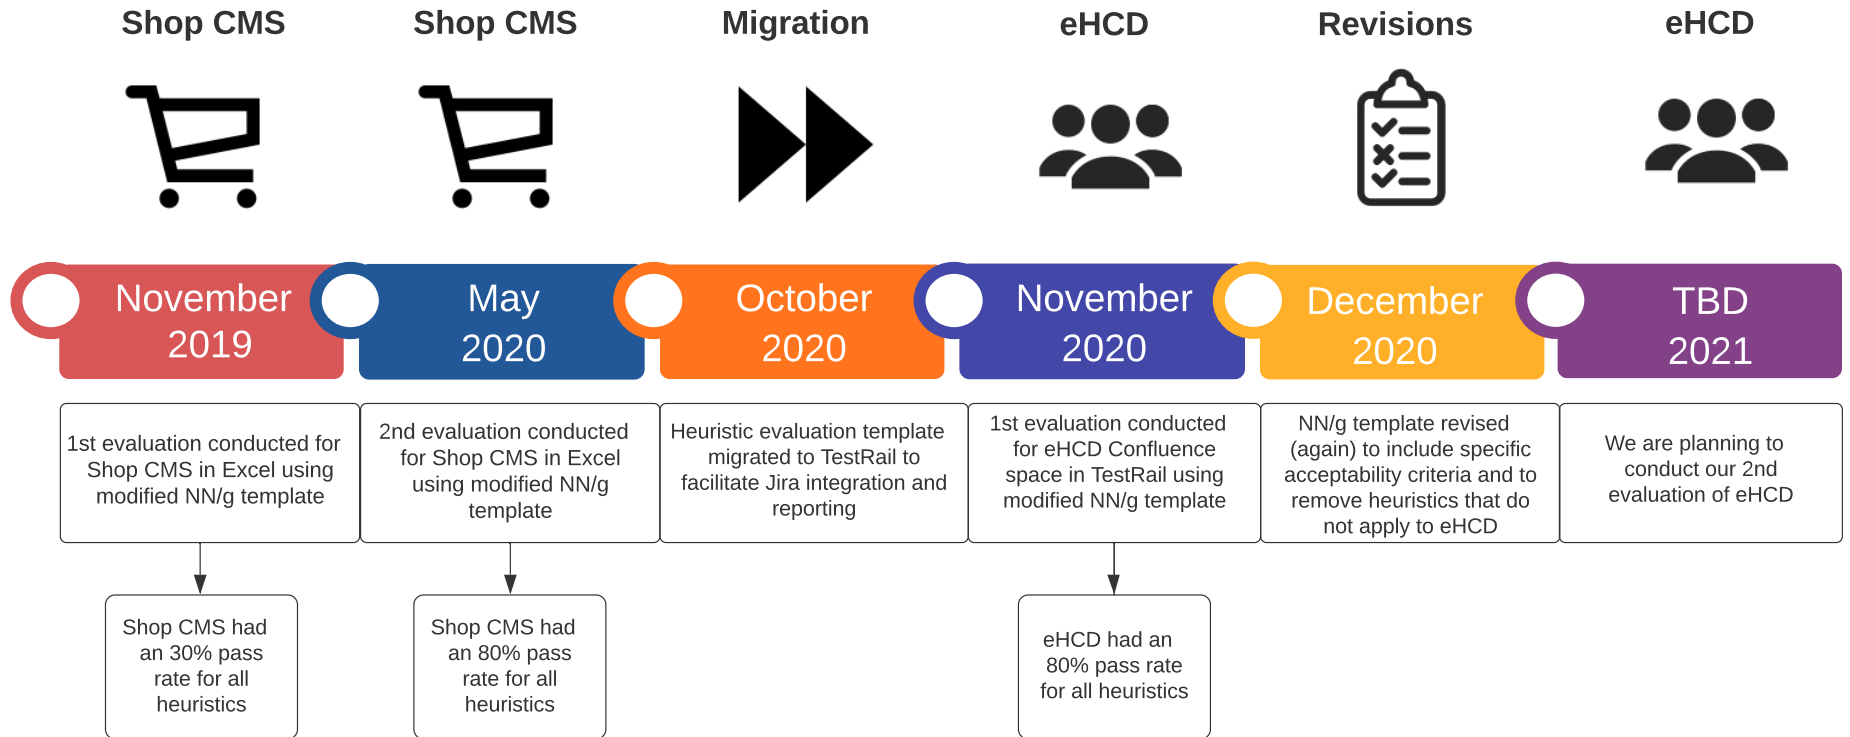 Shop CMS
Shop CMS
Migration
eHCD
Revisions
eHCD
November
2019
May
2020
October
2020
November
2020
December
2020
TBD
2021
1st evaluation conducted for
Shop CMS in Excel using
modified NN/g template
2nd evaluation conducted
for Shop CMS in Excel
using modified NN/g
template
Heuristic evaluation template
migrated to TestRail to
facilitate Jira integration and
reporting
1st evaluation conducted
for eHCD Confluence
space in TestRail using
modified NN/g template
NN/g template revised
(again) to include specific
acceptability criteria and to
remove heuristics that do
not apply to eHCD
We are planning to
conduct our 2nd
evaluation of eHCD
Shop CMS had
an 30% pass
rate for all
heuristics
Shop CMS had
an 80% pass
rate for all
heuristics
eHCD had an
80% pass rate
for all heuristics